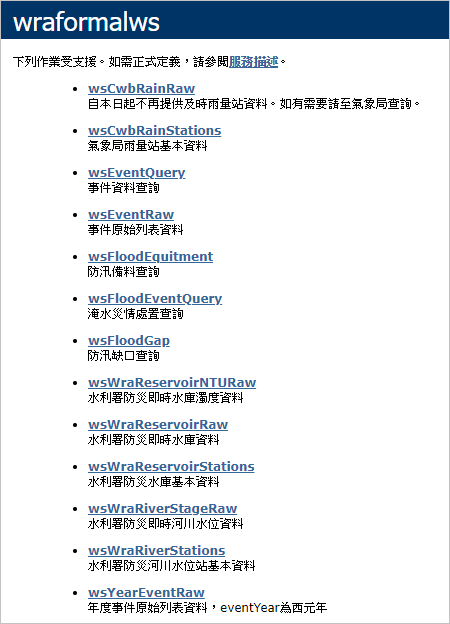 wraformalws
下列作業受支援。如需正式定義，請參閱服務描述。
wsCwbRainRaw
自本日起不再提供及時雨量站資料。如有需要請至氣象局查詢。
wsCwbRainStations
氣象局雨量站基本資料
wsEventQuery
事件資料查詢
wsEventRaw
事件原始列表資料
wsFloodEquitment
防汛備料查詢
wsFloodEventQuery
淹水災情處置查詢
wsFloodGap
防汛缺口查詢
wsWraReservoirNTURaw
水利署防災即時水庫濁度資料
wsWraReservoirRaw
水利署防災即時水庫資料
wsWraReservoirStations
水利署防災水庫基本資料
wsWraRiverStageRaw
水利署防災即時河川水位資料
wsWraRiverStations
水利署防災河川水位站基本資料
wsYearEventRaw
年度事件原始列表資料，eventYear為西元年